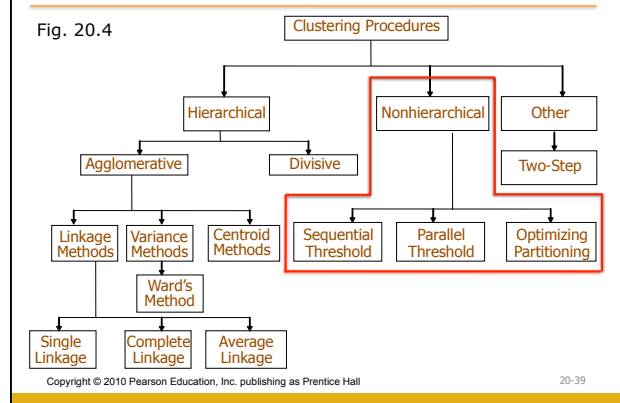 Fig. 20.4
Clustering Procedures
Hierarchical
Nonhierarchical
Other
Agglomerative
Divisive
Two-Step
Linkage
Methods
Variance
Methods
Centroid
Methods
Sequential
Threshold
Parallel
Threshold
Optimizing
Partitioning
Ward's
Method
Single
Linkage
Complete
Linkage
Average
Linkage
Copyright © 2010 Pearson Education, Inc. publishing as Prentice Hall
20-39